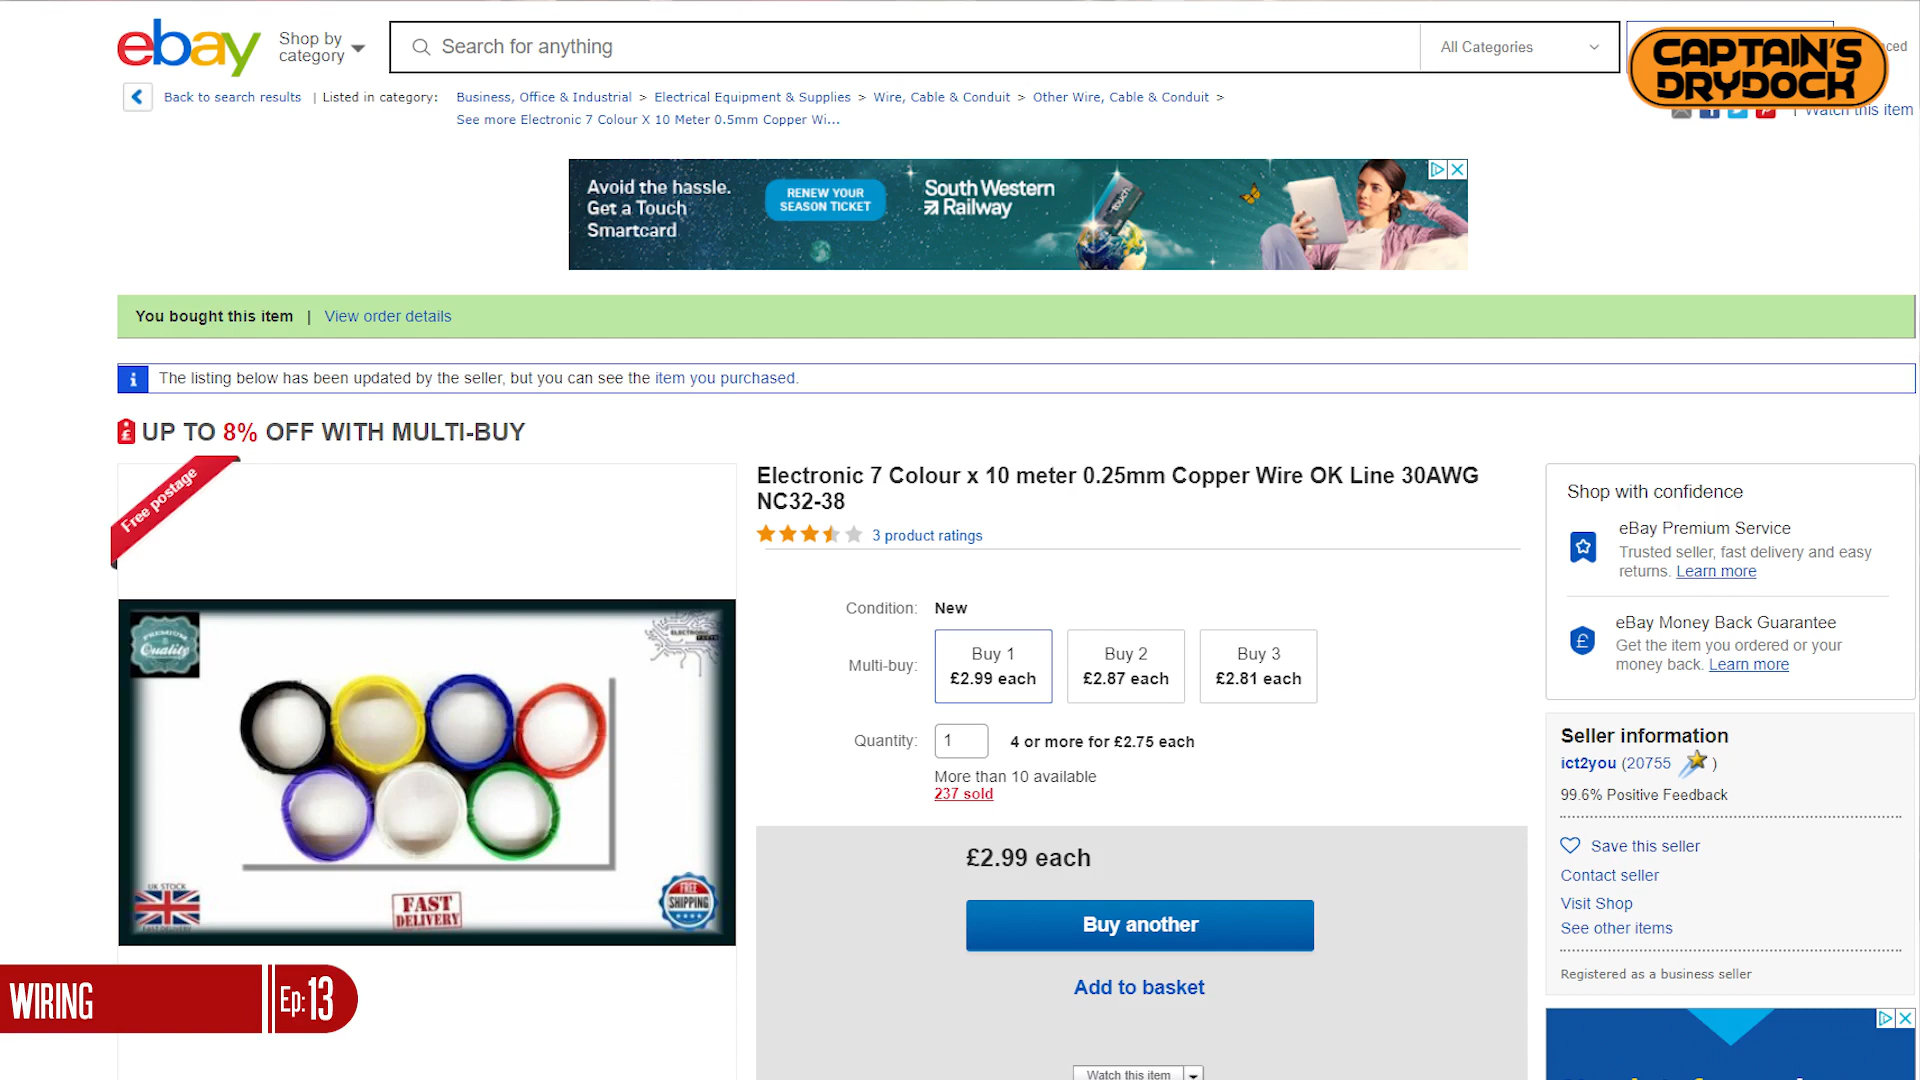 ebay
Shop by
category
Search for anything
All Categories
CAPTAIN'S
DRYDOCK
Back to search results
| Listed in category:
Business, Office & Industrial > Electrical Equipment & Supplies > Wire, Cable & Conduit > Other Wire, Cable & Conduit >
See more Electronic 7 Colour X 10 Meter 0.5mm Copper Wi...
| Watch this item
Avoid the hassle.
Get a Touch
Smartcard
RENEW YOUR
SEASON TICKET
South Western
Railway
touch
You bought this item | View order details
The listing below has been updated by the seller, but you can see the item you purchased.
UP TO 8% OFF WITH MULTI-BUY
Free postage
PREMIUM
Quality
ELECTRONIC
UK STOCK
FAST DELIVERY
FAST
DELIVERY
FREE
SHIPPING
Electronic 7 Colour x 10 meter 0.25mm Copper Wire OK Line 30AWG
NC32-38
3 product ratings
Condition: New
Multi-buy:
Buy 1
£2.99 each
Buy 2
£2.87 each
Buy 3
£2.81 each
Quantity: 1 4 or more for £2.75 each
More than 10 available
237 sold
£2.99 each
Buy another
Add to basket
Watch this item
Shop with confidence
eBay Premium Service
Trusted seller, fast delivery and easy
returns. Learn more
eBay Money Back Guarantee
Get the item you ordered or your
money back. Learn more
Seller information
ict2you (20755 )
99.6% Positive Feedback
Save this seller
Contact seller
Visit Shop
See other items
Registered as a business seller
WIRING Ep:13